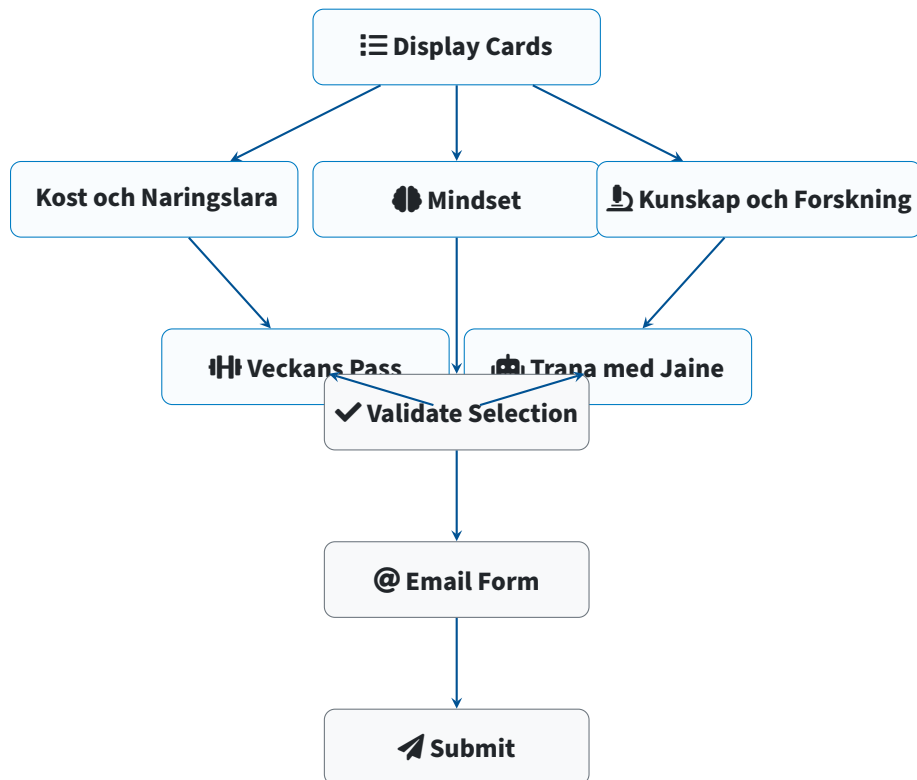 Display Cards
Kost och Naringslara
Mindset
Kunskap och Forskning
Veckans Pass
Trana med Jaine
Validate Selection
Email Form
Submit